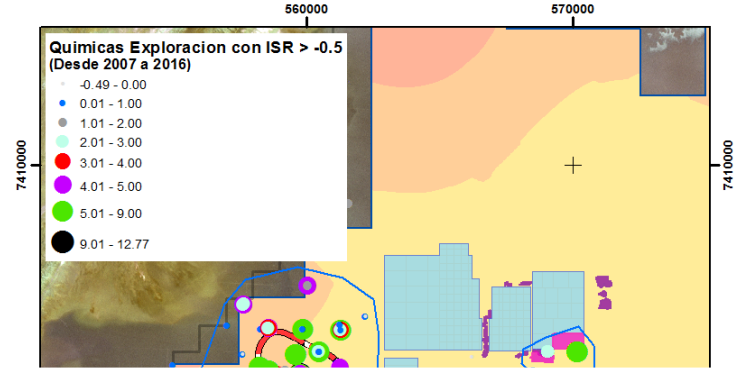 560000
570000
Quimicas Exploracion con ISR > -0.5
(Desde 2007 a 2016)
-0.49 - 0.00
0.01 - 1.00
1.01 - 2.00
2.01 - 3.00
3.01 - 4.00
4.01 - 5.00
5.01 - 9.00
9.01 - 12.77
7410000
7410000